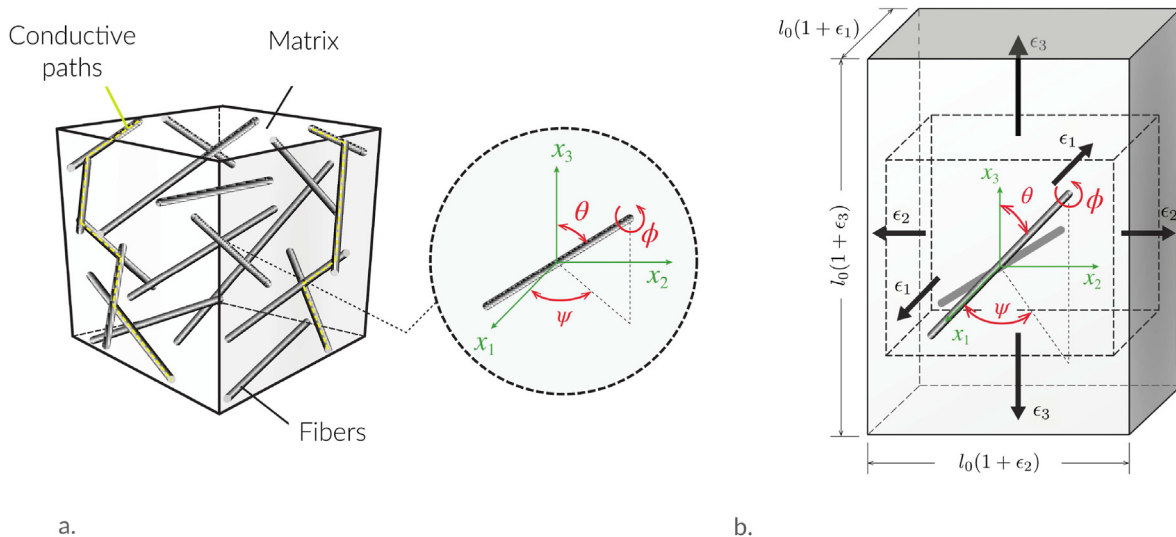 Conductive
paths
Matrix
Fibers
x₃
θ
ϕ
x₂
ψ
x₁
a.
l₀(1 + ϵ₁)
ϵ₃
ϵ₁
x₃
θ
ϕ
ϵ₂
ϵ₂
l₀(1 + ϵ₃)
x₂
ϵ₁
ψ
x₁
ϵ₃
l₀(1 + ϵ₂)
b.